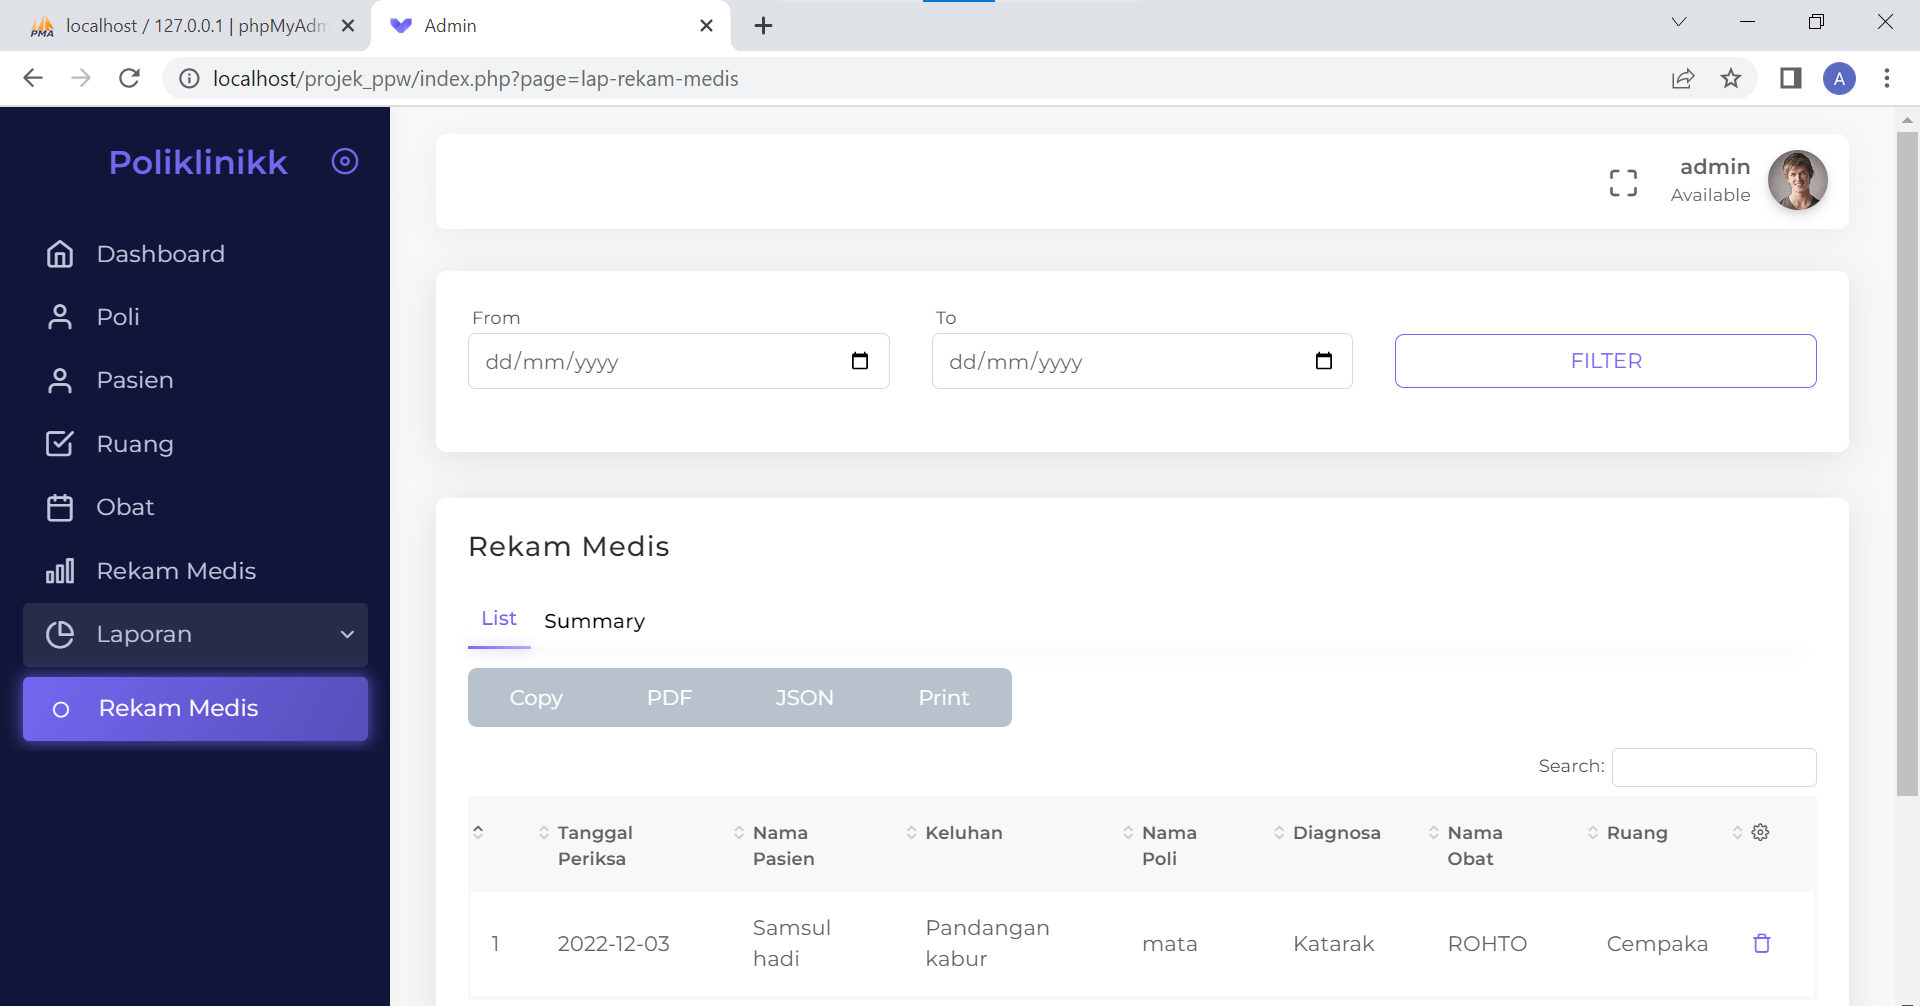 localhost / 127.0.0.1 | phpMyAdm
Admin
localhost/projek_ppw/index.php?page=lap-rekam-medis
A
Poliklinikk
Dashboard
Poli
Pasien
Ruang
Obat
Rekam Medis
Laporan
Rekam Medis
admin
Available
From
To
dd/mm/yyyy
dd/mm/yyyy
FILTER
Rekam Medis
List
Summary
Copy
PDF
JSON
Print
Search:
Tanggal Periksa
Nama Pasien
Keluhan
Nama Poli
Diagnosa
Nama Obat
Ruang
1
2022-12-03
Samsul hadi
Pandangan kabur
mata
Katarak
ROHTO
Cempaka